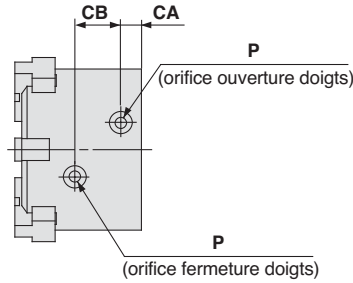 CB CA
P
(orifice ouverture doigts)
P
(orifice fermeture doigts)